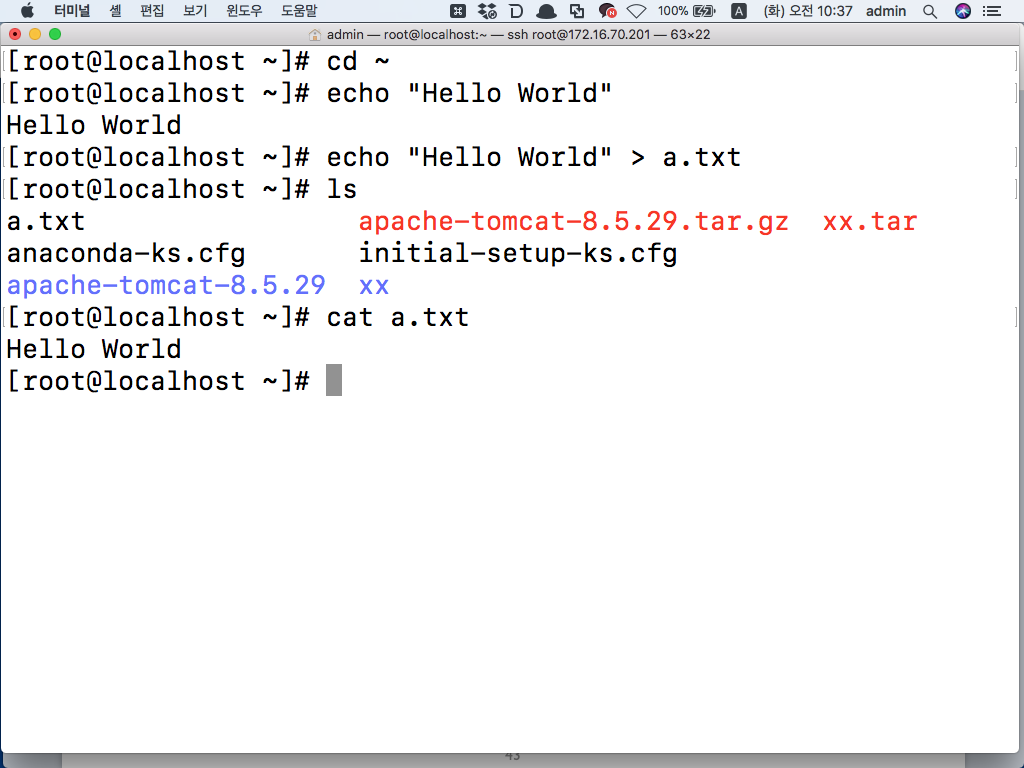 터미널 셸 편집 보기 윈도우 도움말 100% A (화) 오전 10:37 admin
admin — root@localhost:~ — ssh root@172.16.70.201 — 63×22
[root@localhost ~]# cd ~
[root@localhost ~]# echo "Hello World"
Hello World
[root@localhost ~]# echo "Hello World" > a.txt
[root@localhost ~]# ls
a.txt apache-tomcat-8.5.29.tar.gz xx.tar
anaconda-ks.cfg initial-setup-ks.cfg
apache-tomcat-8.5.29 xx
[root@localhost ~]# cat a.txt
Hello World
[root@localhost ~]#
43